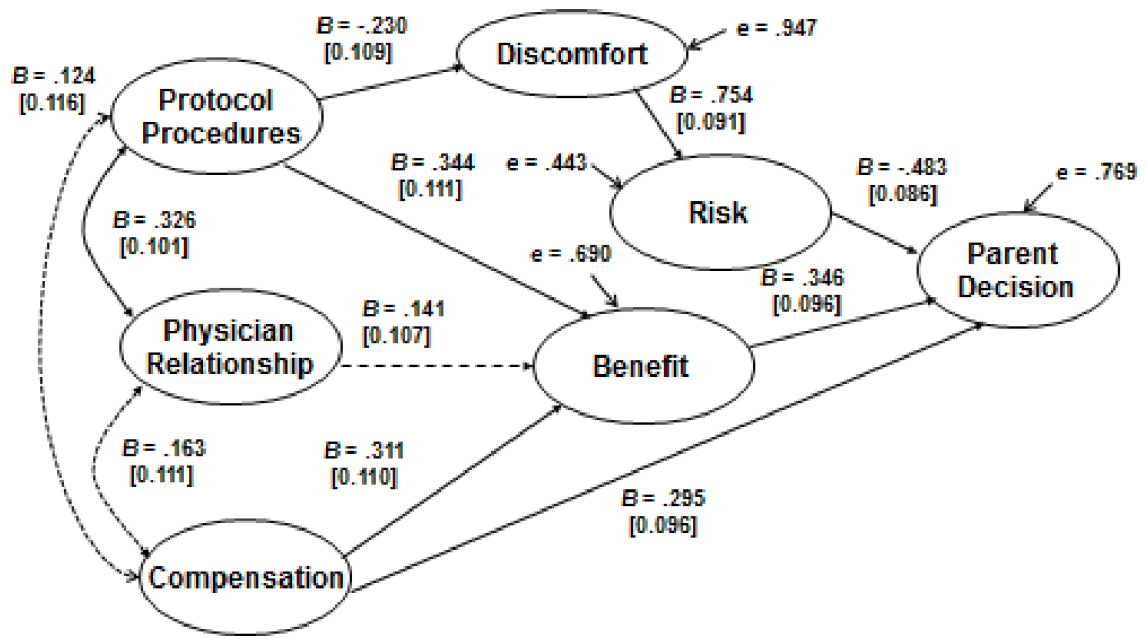 B = -.230
[0.109]
Discomfort
e = .947
B = .124
[0.116]
Protocol
Procedures
B = .754
[0.091]
B = .344
[0.111]
e = .443
Risk
B = -.483
[0.086]
e = .769
B = .326
[0.101]
e = .690
B = .346
[0.096]
Parent
Decision
Physician
Relationship
B = .141
[0.107]
Benefit
B = .163
[0.111]
B = .311
[0.110]
B = .295
[0.096]
Compensation